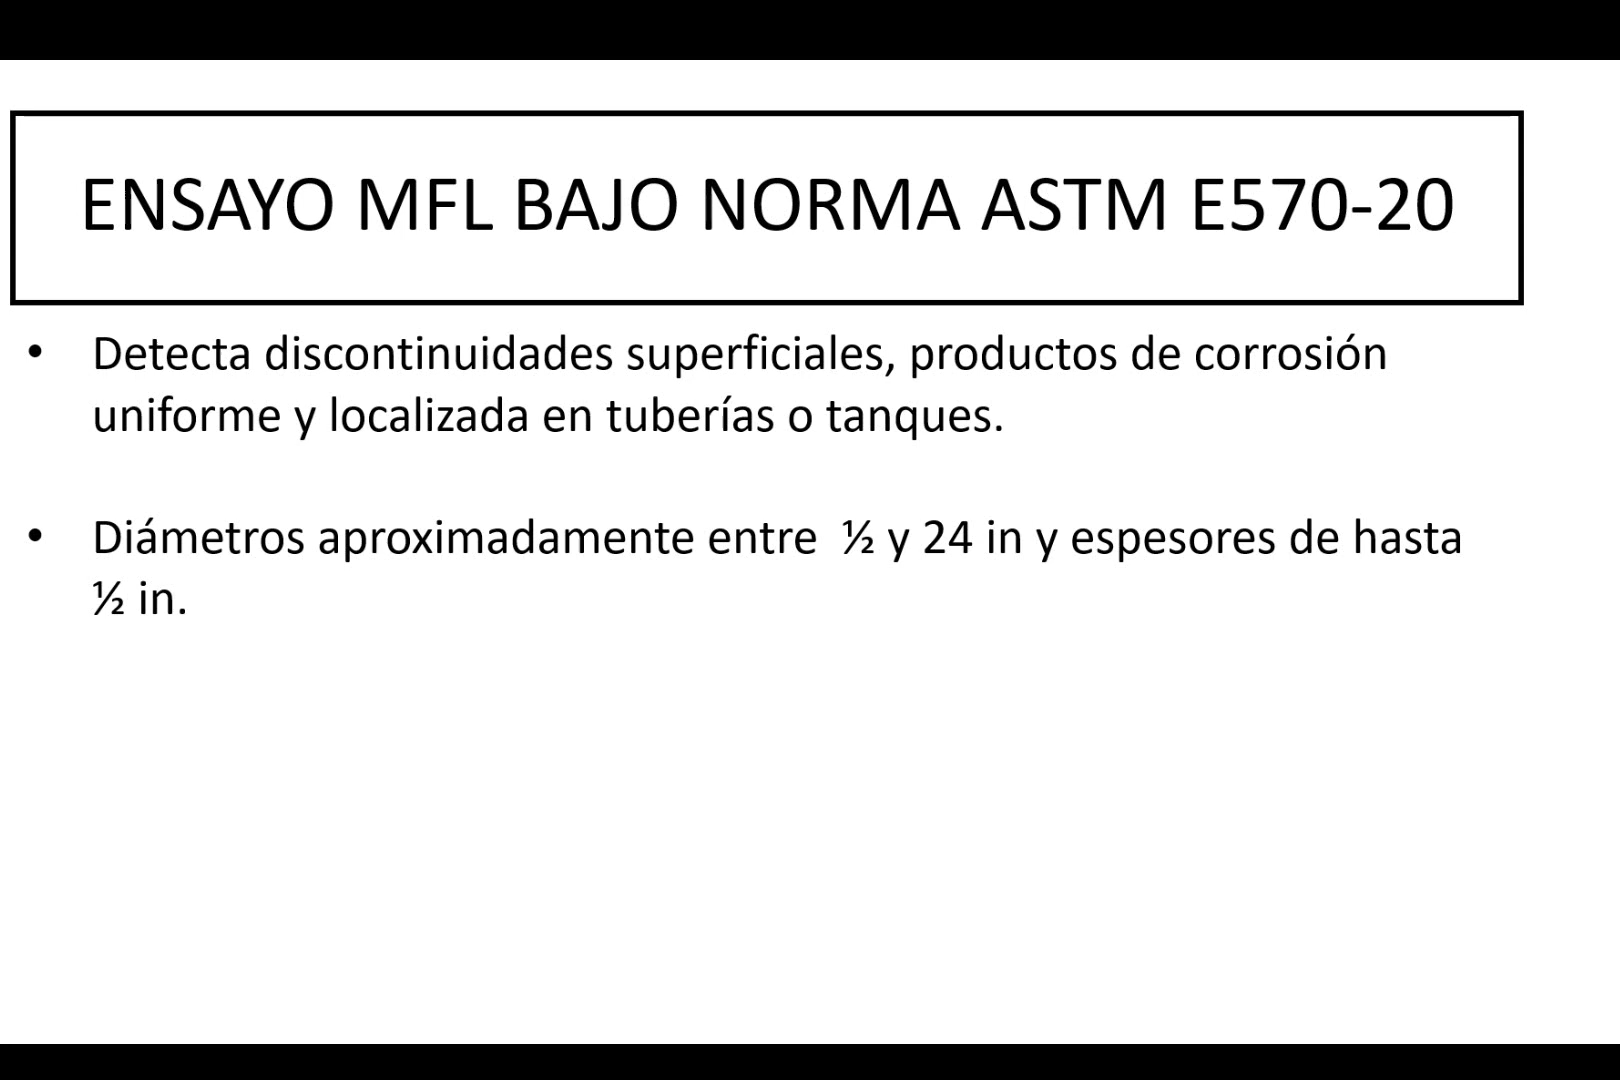 ENSAYO MFL BAJO NORMA ASTM E570-20
• Detecta discontinuidades superficiales, productos de corrosión
uniforme y localizada en tuberías o tanques.
• Diámetros aproximadamente entre  ½ y 24 in y espesores de hasta
½ in.